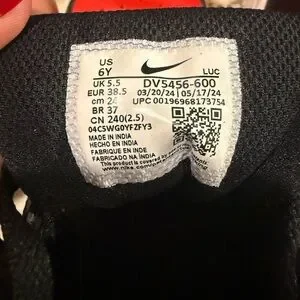 US
6Y
LUC
UK 5.5
DV5456-600
EUR 38.5
03/20/24 05/17/24
cm 24
UPC 00196968173754
BR 37
CN 240(2.5)
04C5WG0YFZFY3
MADE IN INDIA
HECHO EN INDIA
FABRIQUÉ EN INDE
FABRICADO NA ÍNDIA